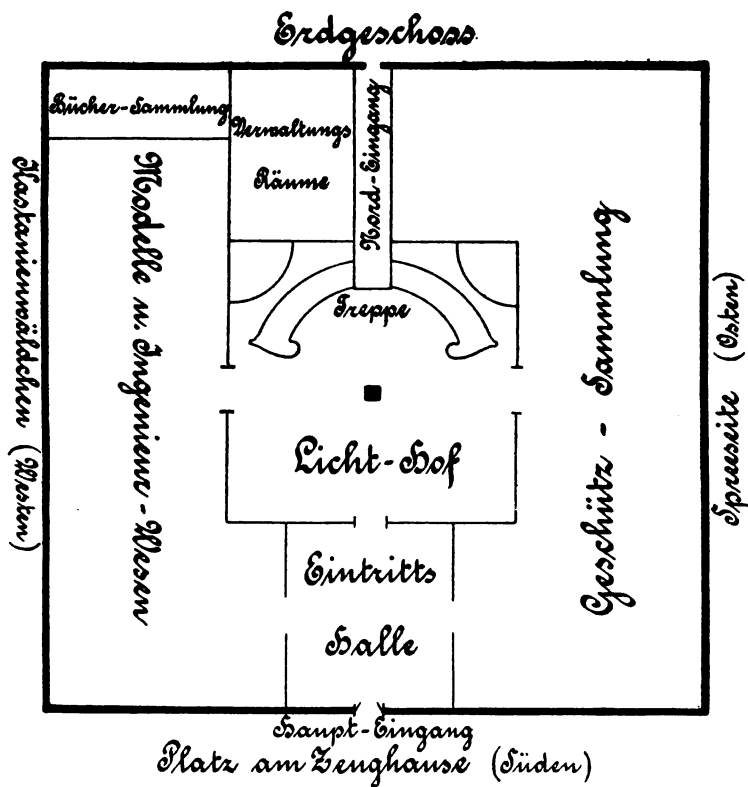 Erdgeschoss
Bücher-Sammlung
Verwaltungs
Räume
Nord-Eingang
Kastanienwäldchen (Westen)
Modelle u. Ingenieur-Wesen
Treppe
Geschütz-Sammlung
Spreeseite (Osten)
Licht-Hof
Eintritts
Halle
Haupt-Eingang
Platz am Zeughause (Süden)